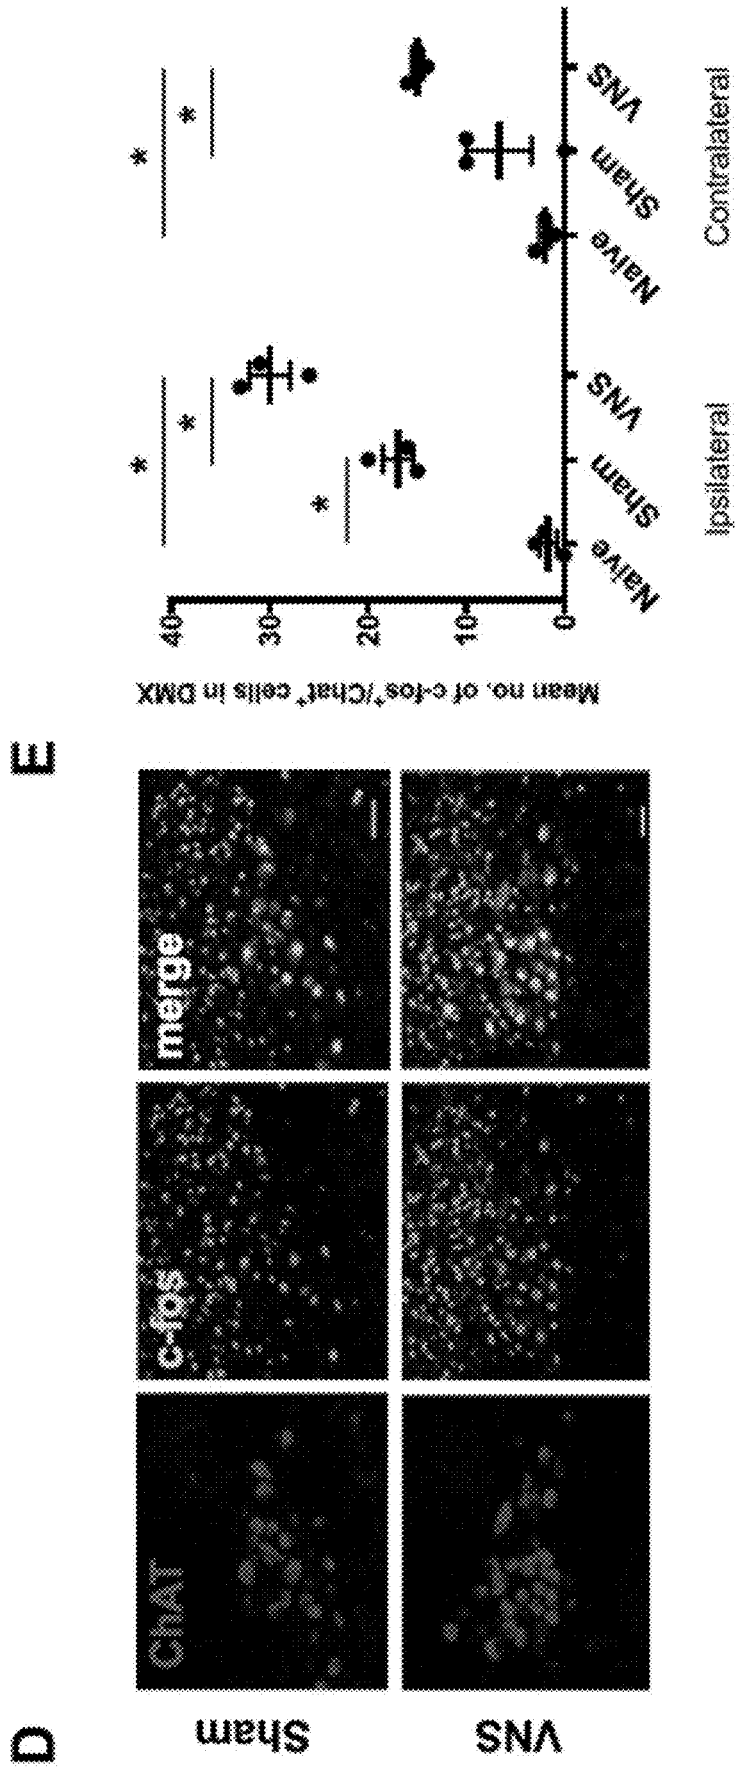 D
ChAT
c-fos
merge
Sham
VNS
E
Mean no. of c-fos⁺/Chat⁺ cells in DMX
40
30
20
10
0
* *
* * *
Naive Sham VNS Naive Sham VNS
Ipsilateral Contralateral